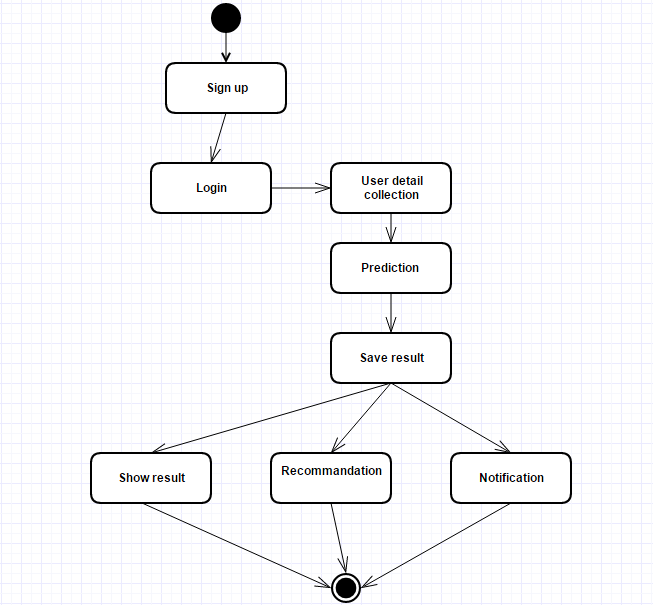 Sign up
Login
User detail
collection
Prediction
Save result
Show result
Recommandation
Notification